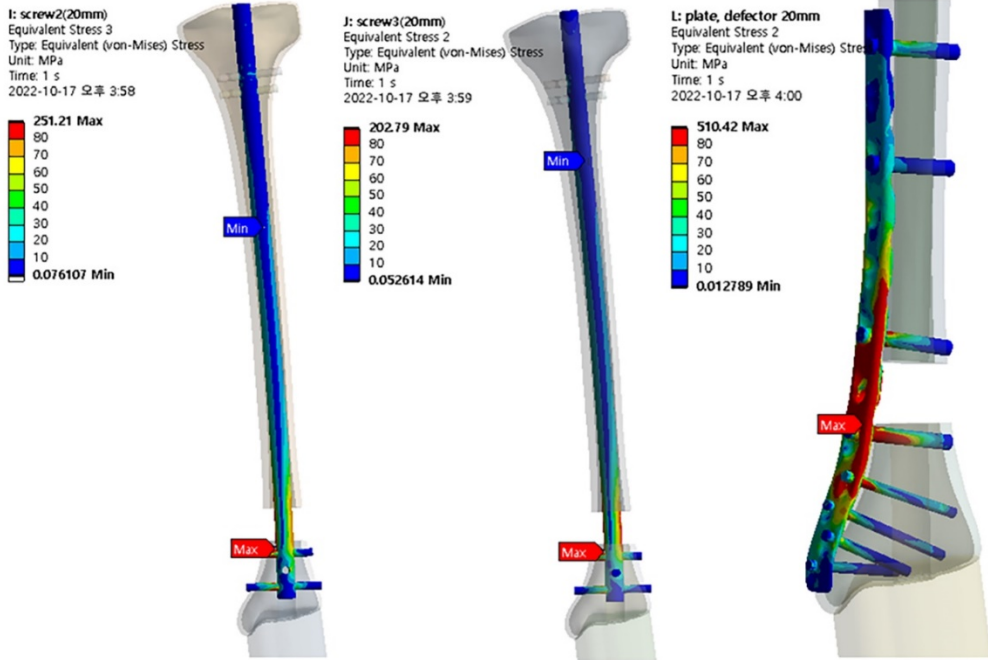 I: screw2(20mm)
Equivalent Stress 3
Type: Equivalent (von-Mises) Stress
Unit: MPa
Time: 1 s
2022-10-17 오후 3:58
251.21 Max
80
70
60
50
40
30
20
10
0.076107 Min
Min
Max
J: screw3(20mm)
Equivalent Stress 2
Type: Equivalent (von-Mises) Stress
Unit: MPa
Time: 1 s
2022-10-17 오후 3:59
202.79 Max
80
70
60
50
40
30
20
10
0.052614 Min
Min
Max
L: plate, defector 20mm
Equivalent Stress 2
Type: Equivalent (von-Mises) Stres
Unit: MPa
Time: 1 s
2022-10-17 오후 4:00
510.42 Max
80
70
60
50
40
30
20
10
0.012789 Min
Max